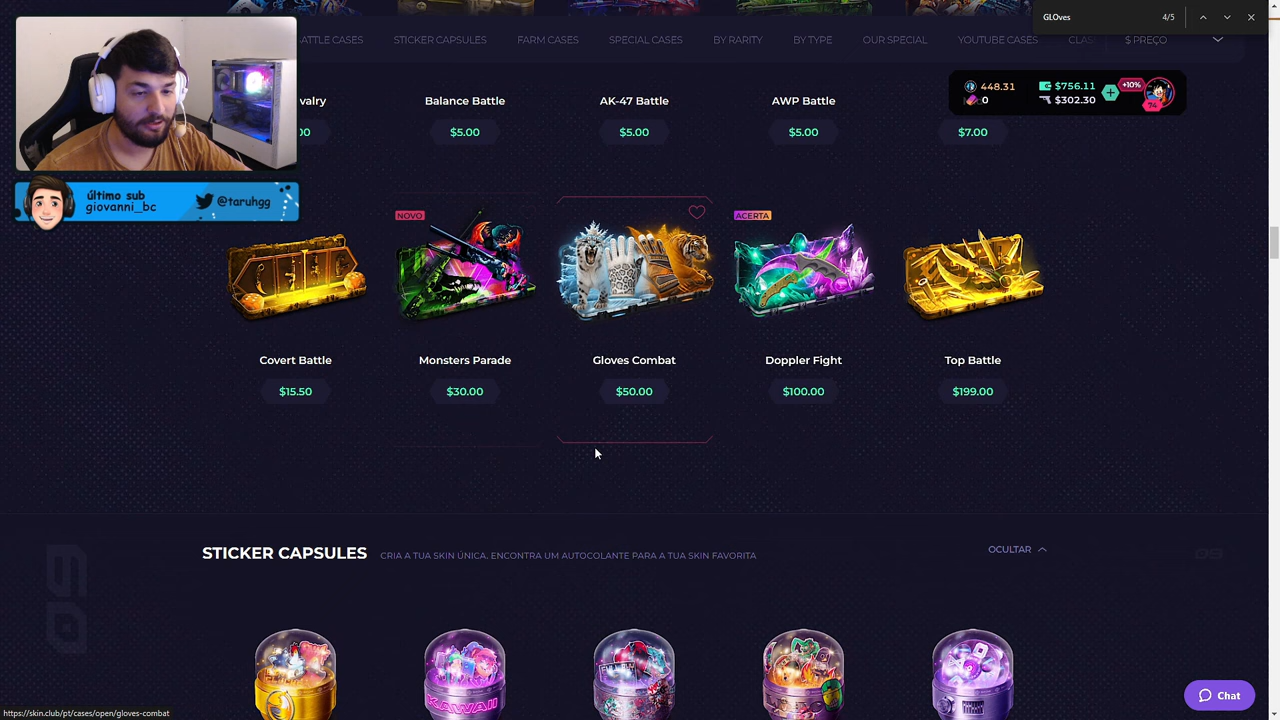 GLOves
4/5
BATTLE CASES
STICKER CAPSULES
FARM CASES
SPECIAL CASES
BY RARITY
BY TYPE
OUR SPECIAL
YOUTUBE CASES
CLAS
$ PREÇO
448.31
$756.11
+10%
0
$302.30
74
Balance Battle
AK-47 Battle
AWP Battle
$5.00
$5.00
$5.00
$7.00
último sub
giovanni_bc
@taruhgg
NOVO
ACERTA
Covert Battle
Monsters Parade
Gloves Combat
Doppler Fight
Top Battle
$15.50
$30.00
$50.00
$100.00
$199.00
STICKER CAPSULES
CRIA A TUA SKIN ÚNICA. ENCONTRA UM AUTOCOLANTE PARA A TUA SKIN FAVORITA
OCULTAR
KAWAII
Chat
https://skin.club/pt/cases/open/gloves-combat